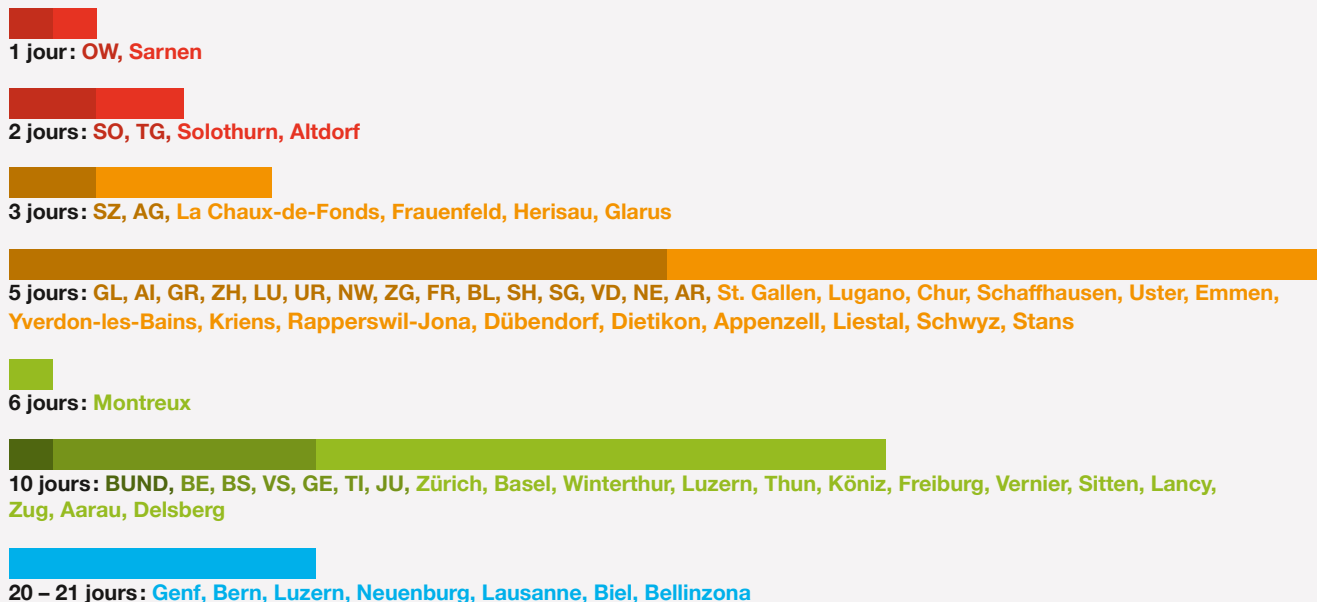 1 jour: OW, Sarnen
2 jours: SO, TG, Solothurn, Altdorf
3 jours: SZ, AG, La Chaux-de-Fonds, Frauenfeld, Herisau, Glarus
5 jours: GL, AI, GR, ZH, LU, UR, NW, ZG, FR, BL, SH, SG, VD, NE, AR, St. Gallen, Lugano, Chur, Schaffhausen, Uster, Emmen,
Yverdon-les-Bains, Kriens, Rapperswil-Jona, Dübendorf, Dietikon, Appenzell, Liestal, Schwyz, Stans
6 jours: Montreux
10 jours: BUND, BE, BS, VS, GE, TI, JU, Zürich, Basel, Winterthur, Luzern, Thun, Köniz, Freiburg, Vernier, Sitten, Lancy,
Zug, Aarau, Delsberg
20 – 21 jours: Genf, Bern, Luzern, Neuenburg, Lausanne, Biel, Bellinzona